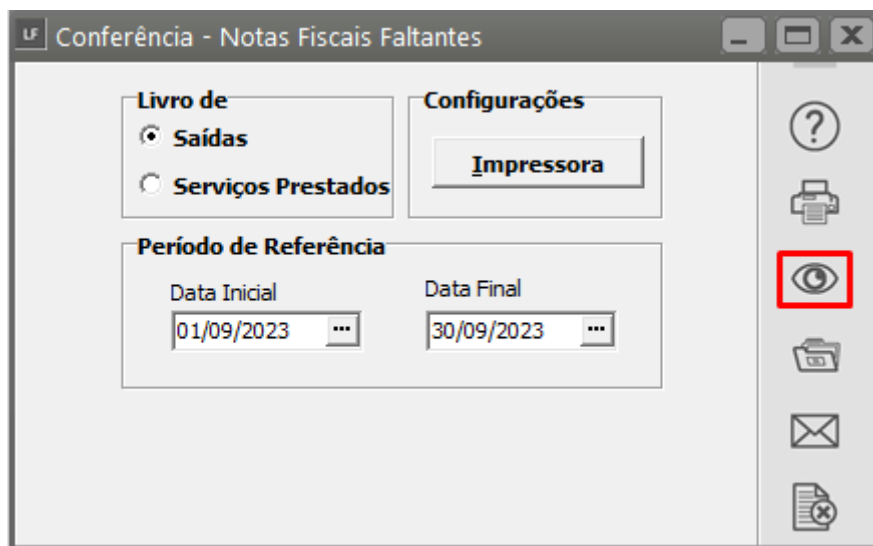 LF Conferência - Notas Fiscais Faltantes
Livro de
Saídas
Serviços Prestados
Configurações
Impressora
Período de Referência
Data Inicial
01/09/2023 ...
Data Final
30/09/2023 ...
?